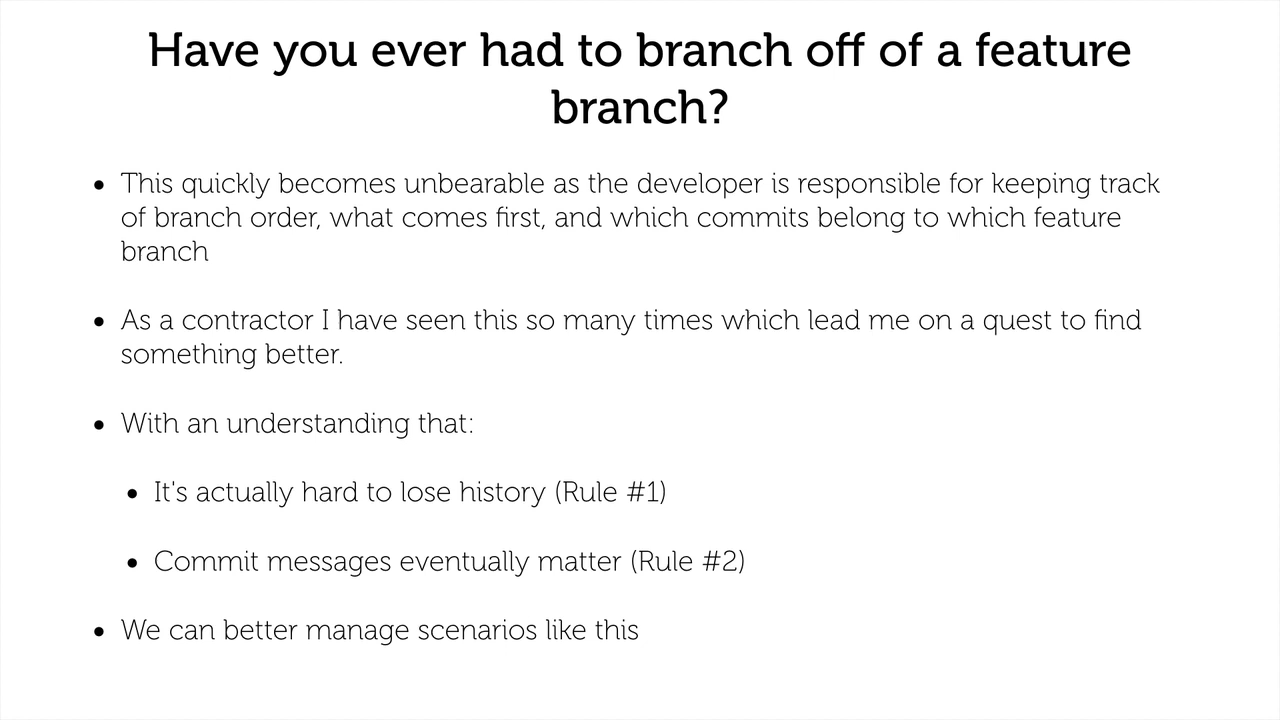 Have you ever had to branch off of a feature
branch?
• This quickly becomes unbearable as the developer is responsible for keeping track
of branch order, what comes first, and which commits belong to which feature
branch
• As a contractor I have seen this so many times which lead me on a quest to find
something better.
• With an understanding that:
• It's actually hard to lose history (Rule #1)
• Commit messages eventually matter (Rule #2)
• We can better manage scenarios like this